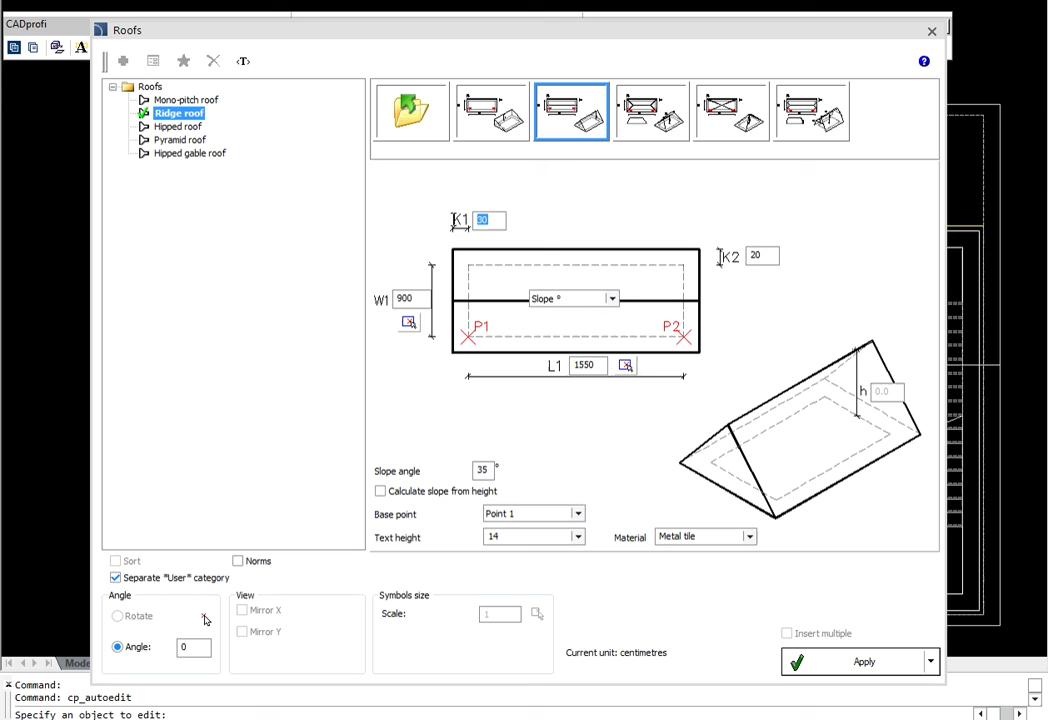 CADprofi
Roofs
A
‹T›
?
Roofs
Mono-pitch roof
Ridge roof
Hipped roof
Pyramid roof
Hipped gable roof
K1 30
K2 20
W1 900
Slope °
P1 P2
L1 1550
h 0.0
Slope angle 35 °
Calculate slope from height
Base point Point 1
Text height 14 Material Metal tile
Sort Norms
Separate "User" category
Angle View Symbols size
Rotate Mirror X Scale: 1
Angle: 0 Mirror Y
Current unit: centimetres
Insert multiple
Apply
Mode
Command:
Command: cp_autoedit
Specify an object to edit: